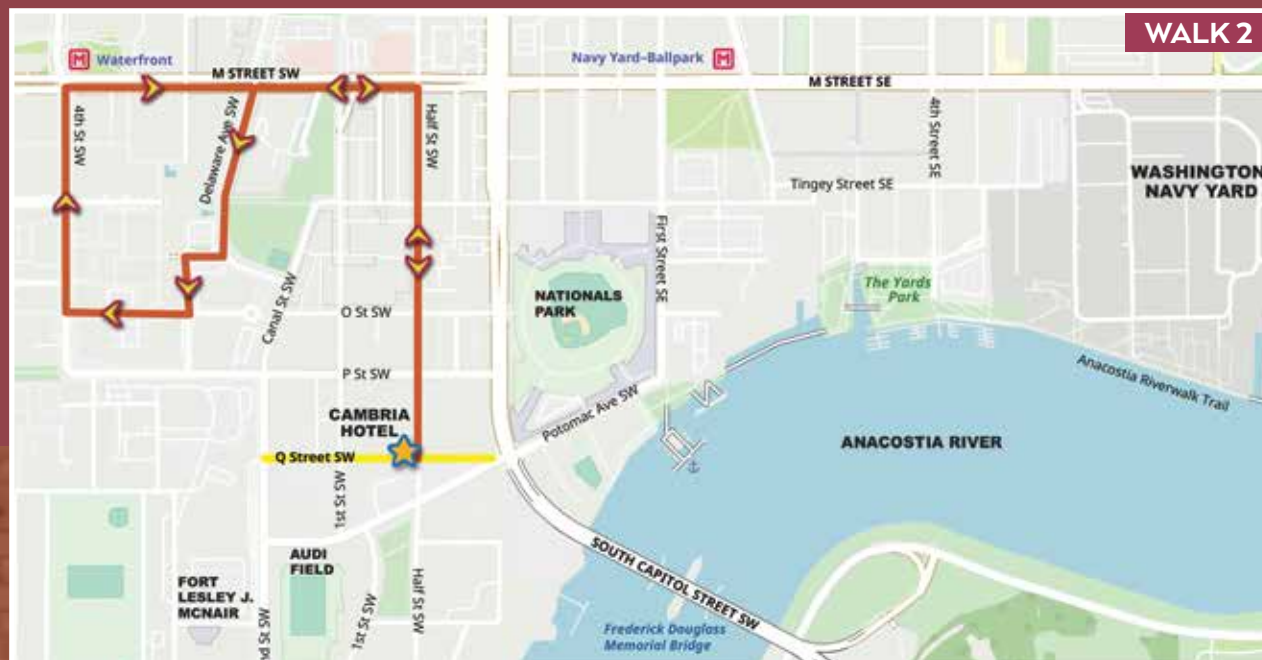 WALK 2
M
Waterfront
Navy Yard–Ballpark
M
M STREET SW
M STREET SE
4th St SW
Delaware Ave SW
Half St SW
4th Street SE
WASHINGTON
NAVY YARD
Tingey Street SE
First Street SE
The Yards
Park
NATIONALS
PARK
Canal St SW
O St SW
P St SW
Anacostia Riverwalk Trail
CAMBRIA
HOTEL
Potomac Ave SW
ANACOSTIA RIVER
Q Street SW
1st St SW
AUDI
FIELD
SOUTH CAPITOL STREET SW
FORT
LESLEY J.
MCNAIR
Half St SW
1st St SW
St SW
Frederick Douglass
Memorial Bridge